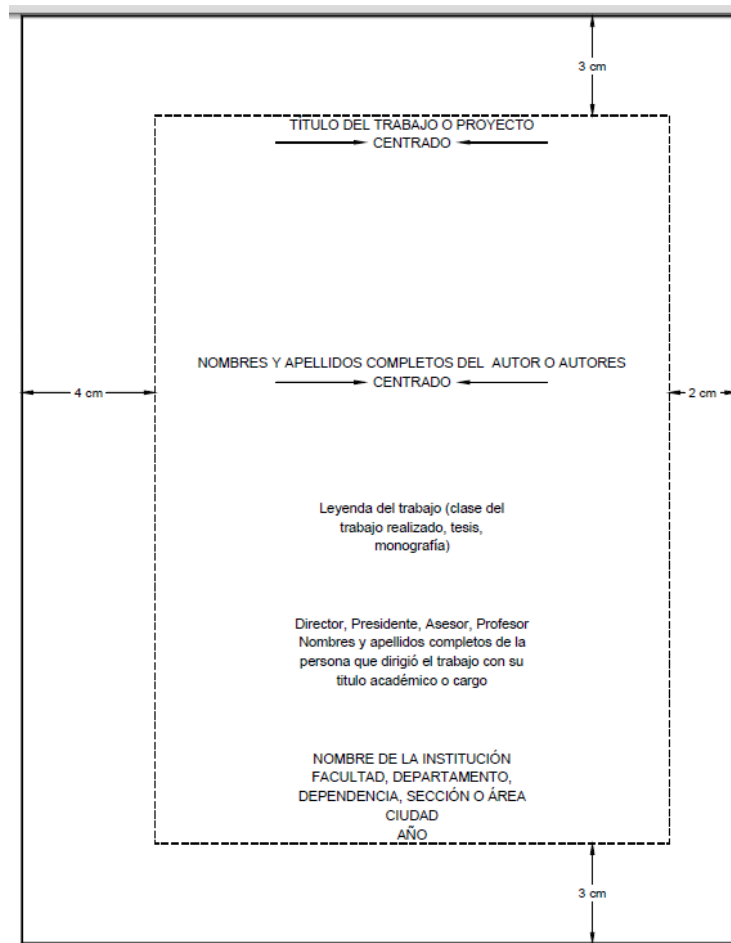 3 cm
TITULO DEL TRABAJO O PROYECTO
CENTRADO
NOMBRES Y APELLIDOS COMPLETOS DEL AUTOR O AUTORES
CENTRADO
4 cm
2 cm
Leyenda del trabajo (clase del
trabajo realizado, tesis,
monografía)
Director, Presidente, Asesor, Profesor
Nombres y apellidos completos de la
persona que dirigió el trabajo con su
titulo académico o cargo
NOMBRE DE LA INSTITUCIÓN
FACULTAD, DEPARTAMENTO,
DEPENDENCIA, SECCIÓN O ÁREA
CIUDAD
AÑO
3 cm